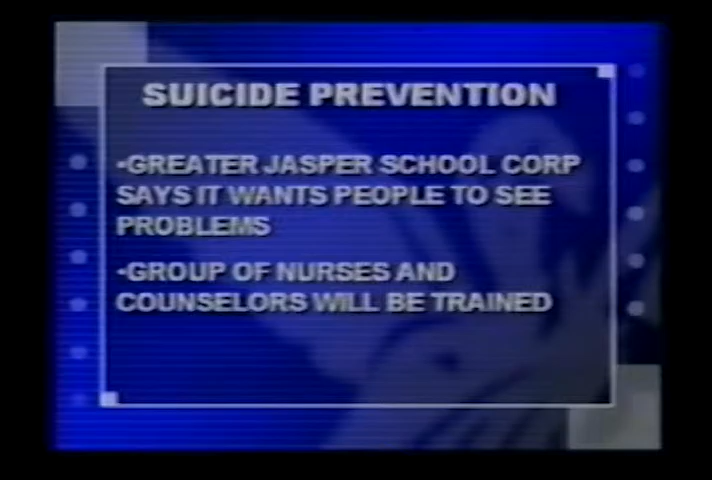 SUICIDE PREVENTION
•GREATER JASPER SCHOOL CORP
SAYS IT WANTS PEOPLE TO SEE
PROBLEMS
•GROUP OF NURSES AND
COUNSELORS WILL BE TRAINED